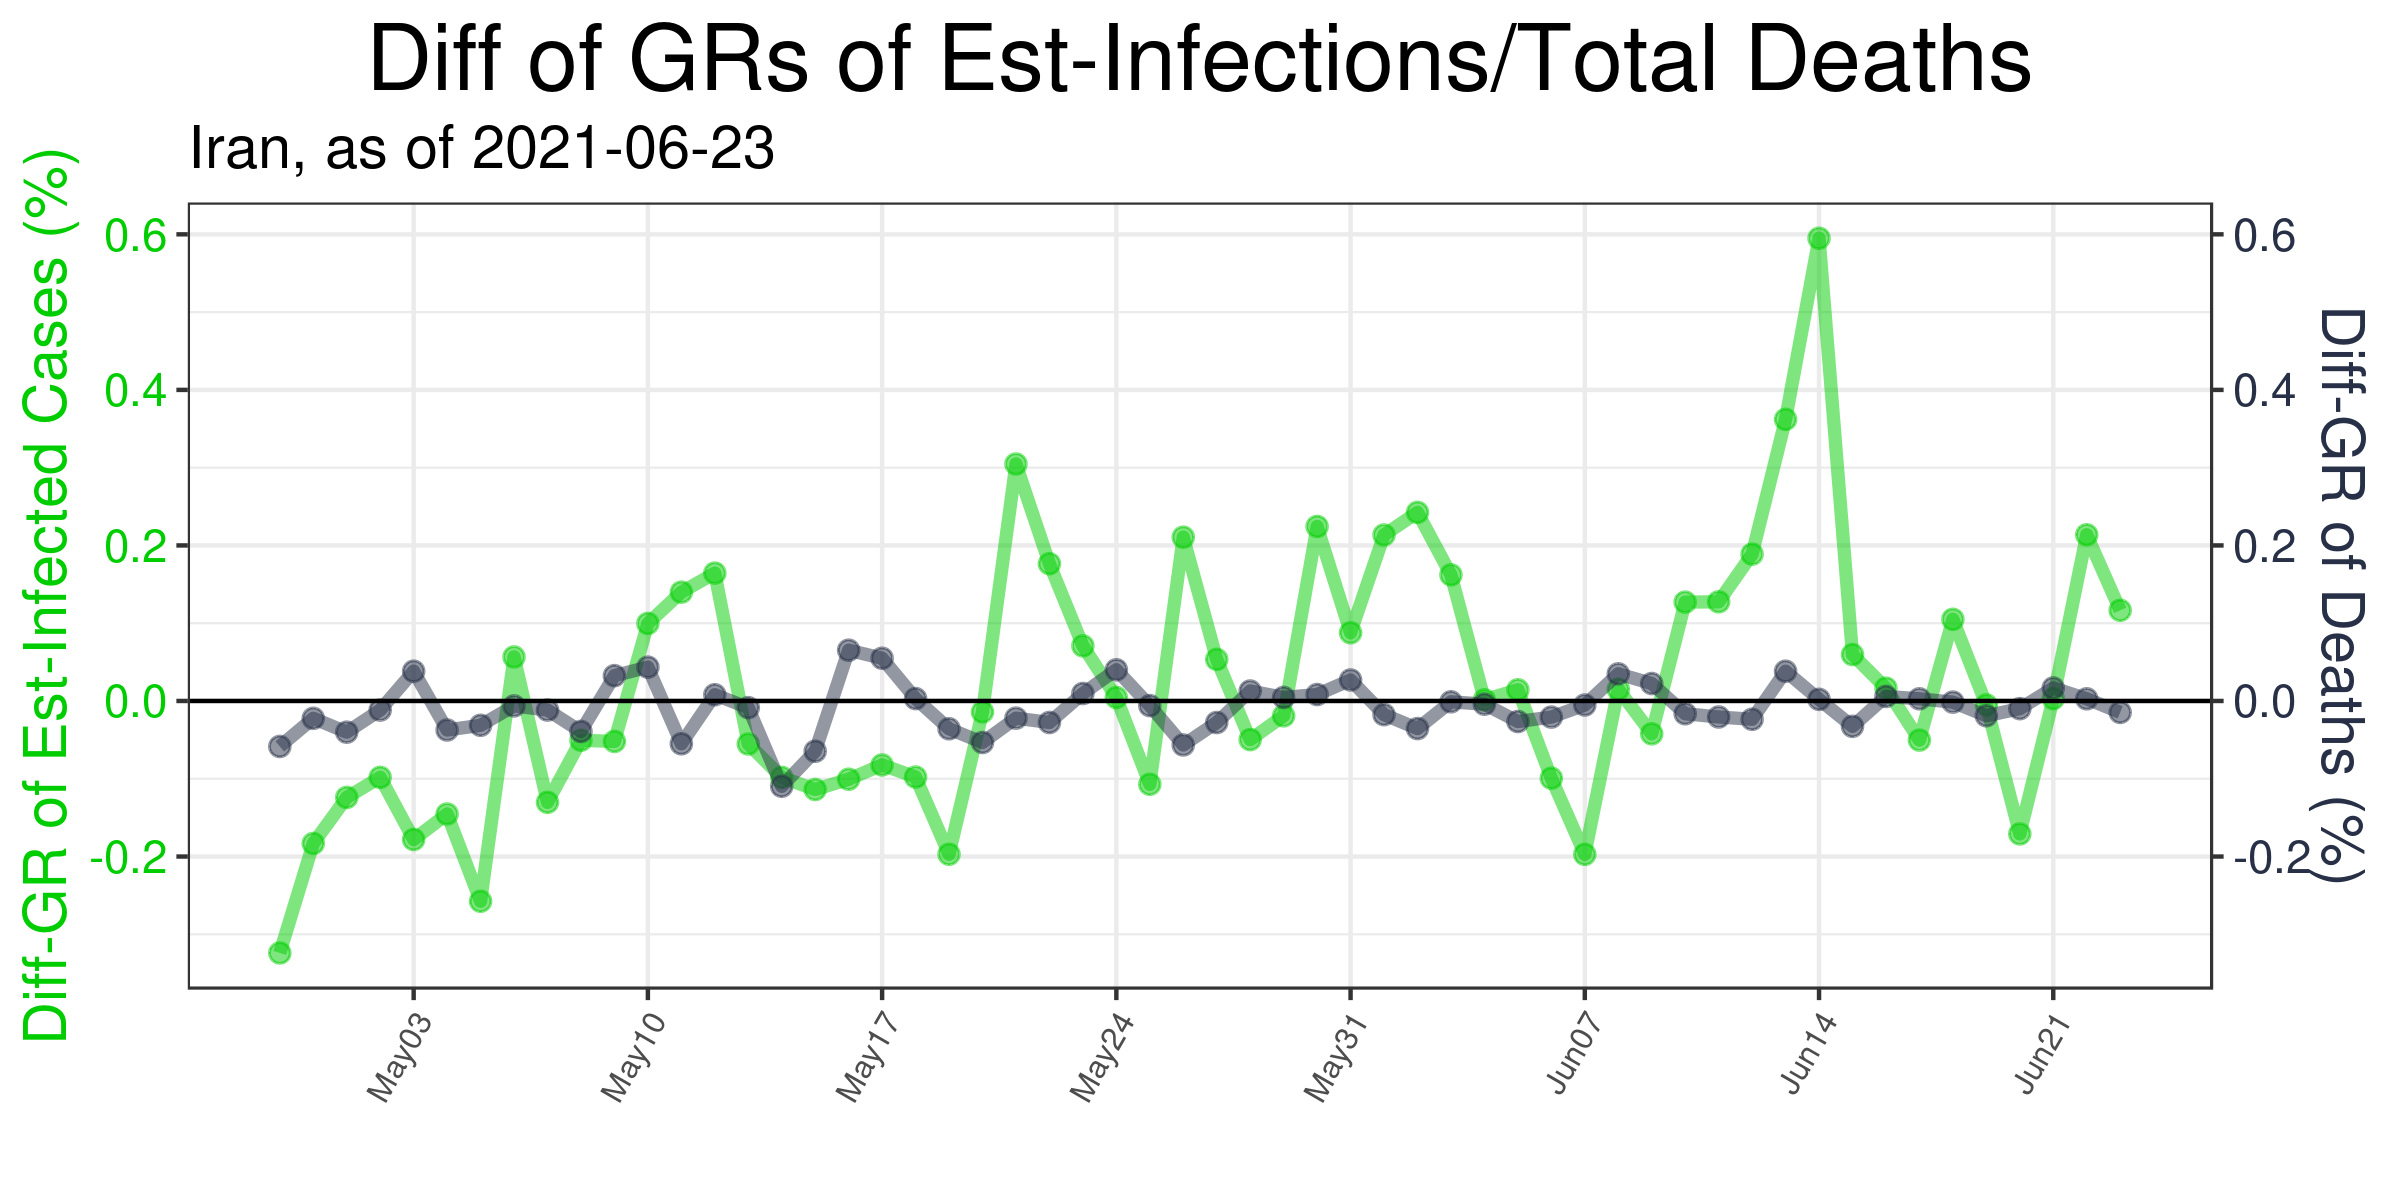 Diff of GRs of Est-Infections/Total Deaths
Iran, as of 2021-06-23
Diff-GR of Est-Infected Cases (%)
0.6
0.4
0.2
0.0
-0.2
0.6
0.4
0.2
0.0
-0.2
Diff-GR of Deaths (%)
May03
May10
May17
May24
May31
Jun07
Jun14
Jun21